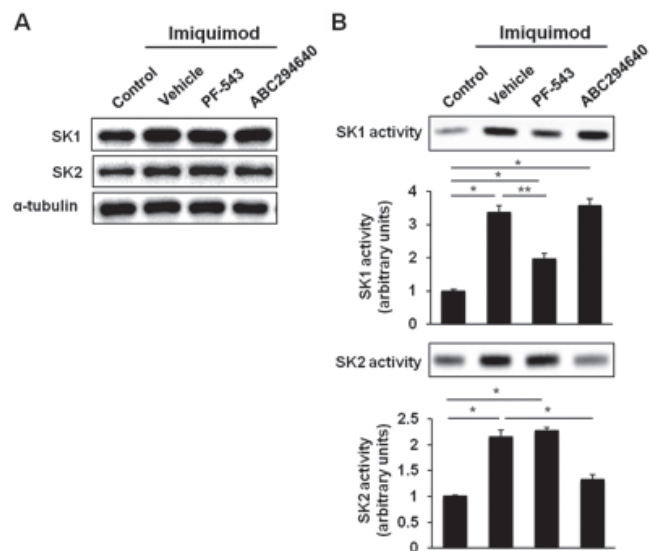 A
Imiquimod
Control
Vehicle
PF-543
ABC294640
SK1
SK2
α-tubulin
B
Imiquimod
Control
Vehicle
PF-543
ABC294640
SK1 activity
*
*
* **
4
3
2
1
0
SK1 activity
(arbitrary units)
SK2 activity
*
* *
2.5
2
1.5
1
0.5
0
SK2 activity
(arbitrary units)